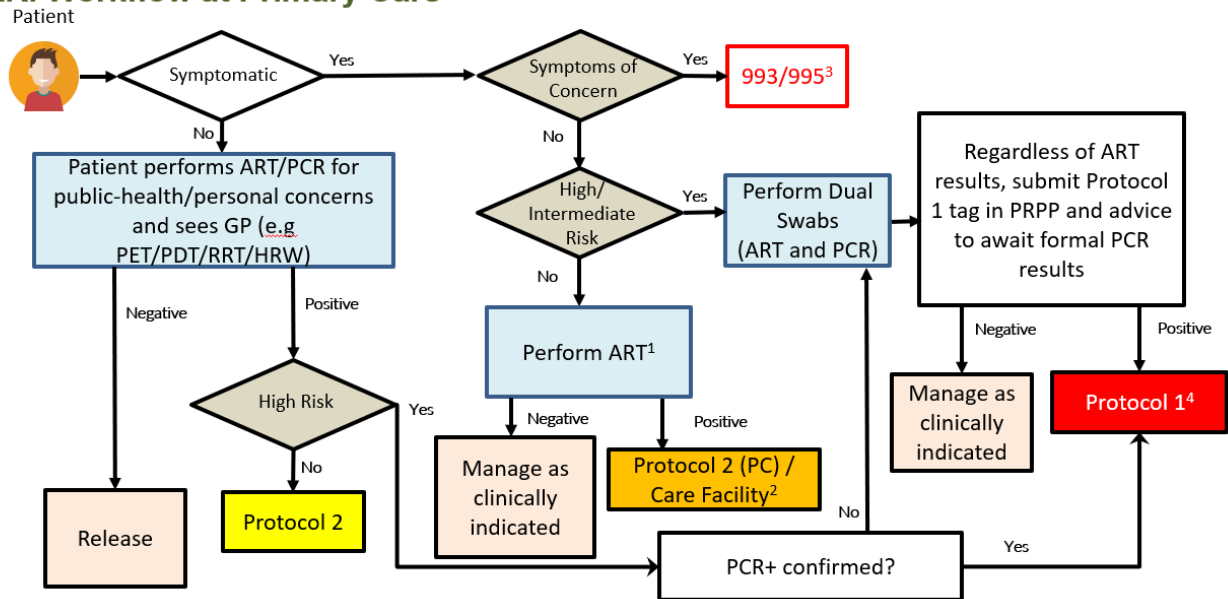 Workflow at Primary Care
Patient
Symptomatic
Yes
Symptoms of
Concern
Yes
993/995³
No
No
Patient performs ART/PCR for
public-health/personal concerns
and sees GP (e.g
PET/PDT/RRT/HRW)
High/
Intermediate
Risk
Yes
Perform Dual
Swabs
(ART and PCR)
Regardless of ART
results, submit Protocol
1 tag in PRPP and advice
to await formal PCR
results
No
Negative
Positive
Perform ART¹
Negative
Positive
High Risk
Yes
Negative
Positive
Manage as
clinically
indicated
Protocol 1⁴
No
Manage as
clinically
indicated
Protocol 2 (PC) /
Care Facility²
Release
Protocol 2
No
PCR+ confirmed?
Yes